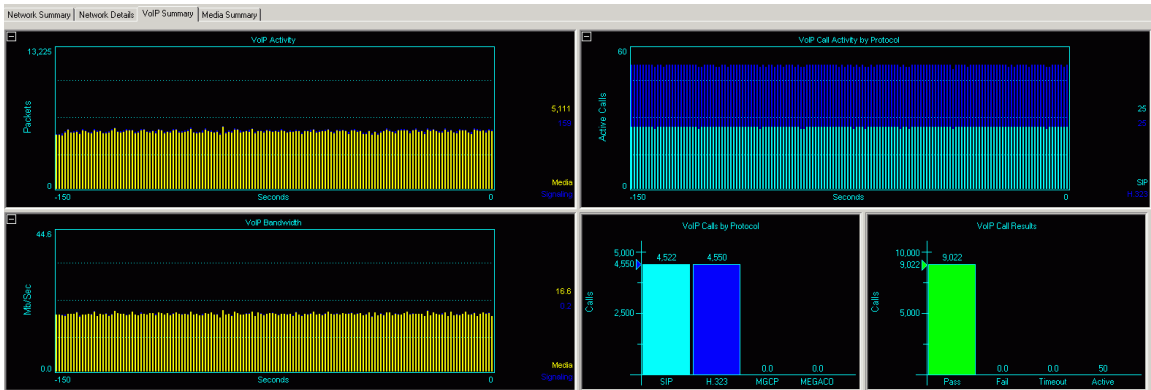 Network Summary Network Details VoIP Summary Media Summary
VoIP Activity
13,225
Packets
5,111
0
Media
Signaling
-150 Seconds 0
VoIP Call Activity by Protocol
60
Active Calls
25
0
SIP
H.323
-150 Seconds 0
VoIP Bandwidth
44.6
Mb/Sec
16.6
0.2
0.0
Media
Signaling
-150 Seconds 0
VoIP Calls by Protocol
5,000
4,550
4,522 4,550
Calls
2,500
0.0 0.0
SIP H.323 MGCP MEGACO
VoIP Call Results
10,000
9,022
9,022
Calls
5,000
0.0 0.0 50
Pass Fail Timeout Active